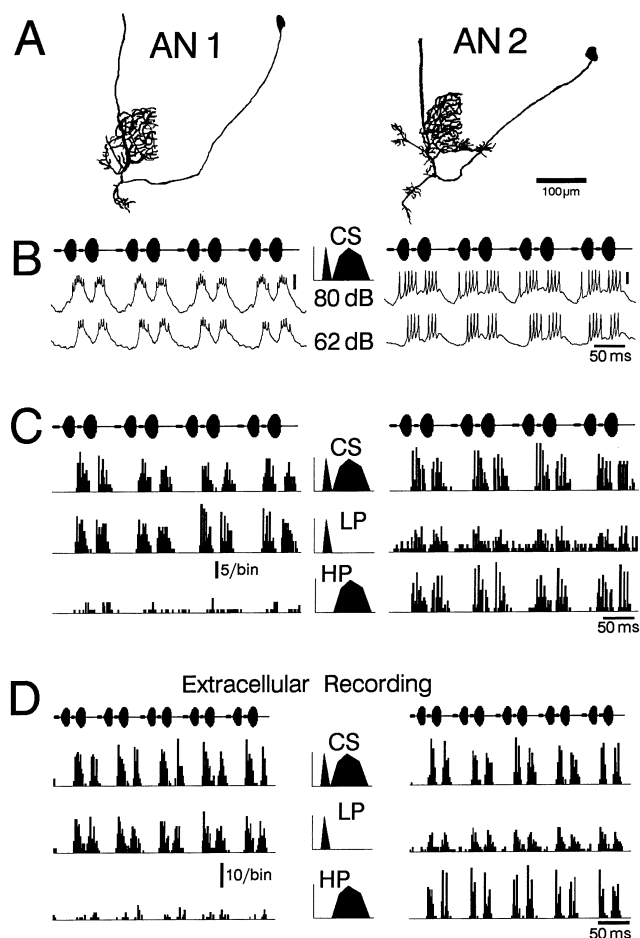 A
AN 1
AN 2
100µm
B
CS
80 dB
62 dB
50 ms
C
CS
LP
5/bin
HP
50 ms
D
Extracellular Recording
CS
LP
10/bin
HP
50 ms